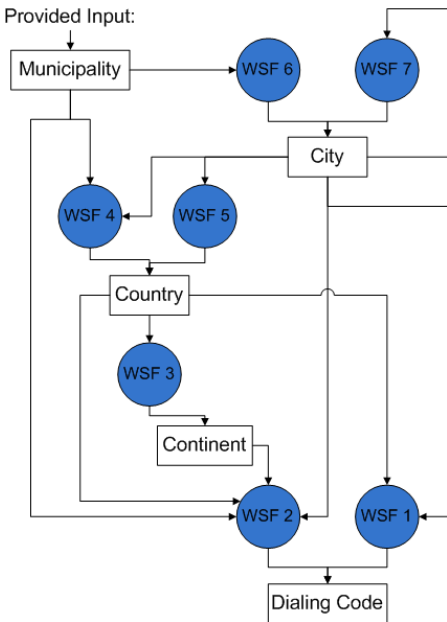 Provided Input:
Municipality
WSF 6
WSF 7
City
WSF 4
WSF 5
Country
WSF 3
Continent
WSF 2
WSF 1
Dialing Code